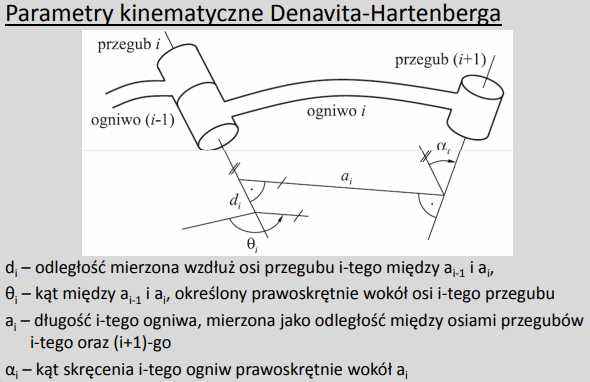 Parametry kinematyczne Denavita-Hartenberga
przegub i
przegub (i+1)
ogniwo (i-1)
ogniwo i
αᵢ
aᵢ
dᵢ
θᵢ
dᵢ – odległość mierzona wzdłuż osi przegubu i-tego między aᵢ₋₁ i aᵢ,
θᵢ – kąt między aᵢ₋₁ i aᵢ, określony prawoskrętnie wokół osi i-tego przegubu
aᵢ – długość i-tego ogniwa, mierzona jako odległość między osiami przegubów
i-tego oraz (i+1)-go
αᵢ – kąt skręcenia i-tego ogniw prawoskrętnie wokół aᵢ